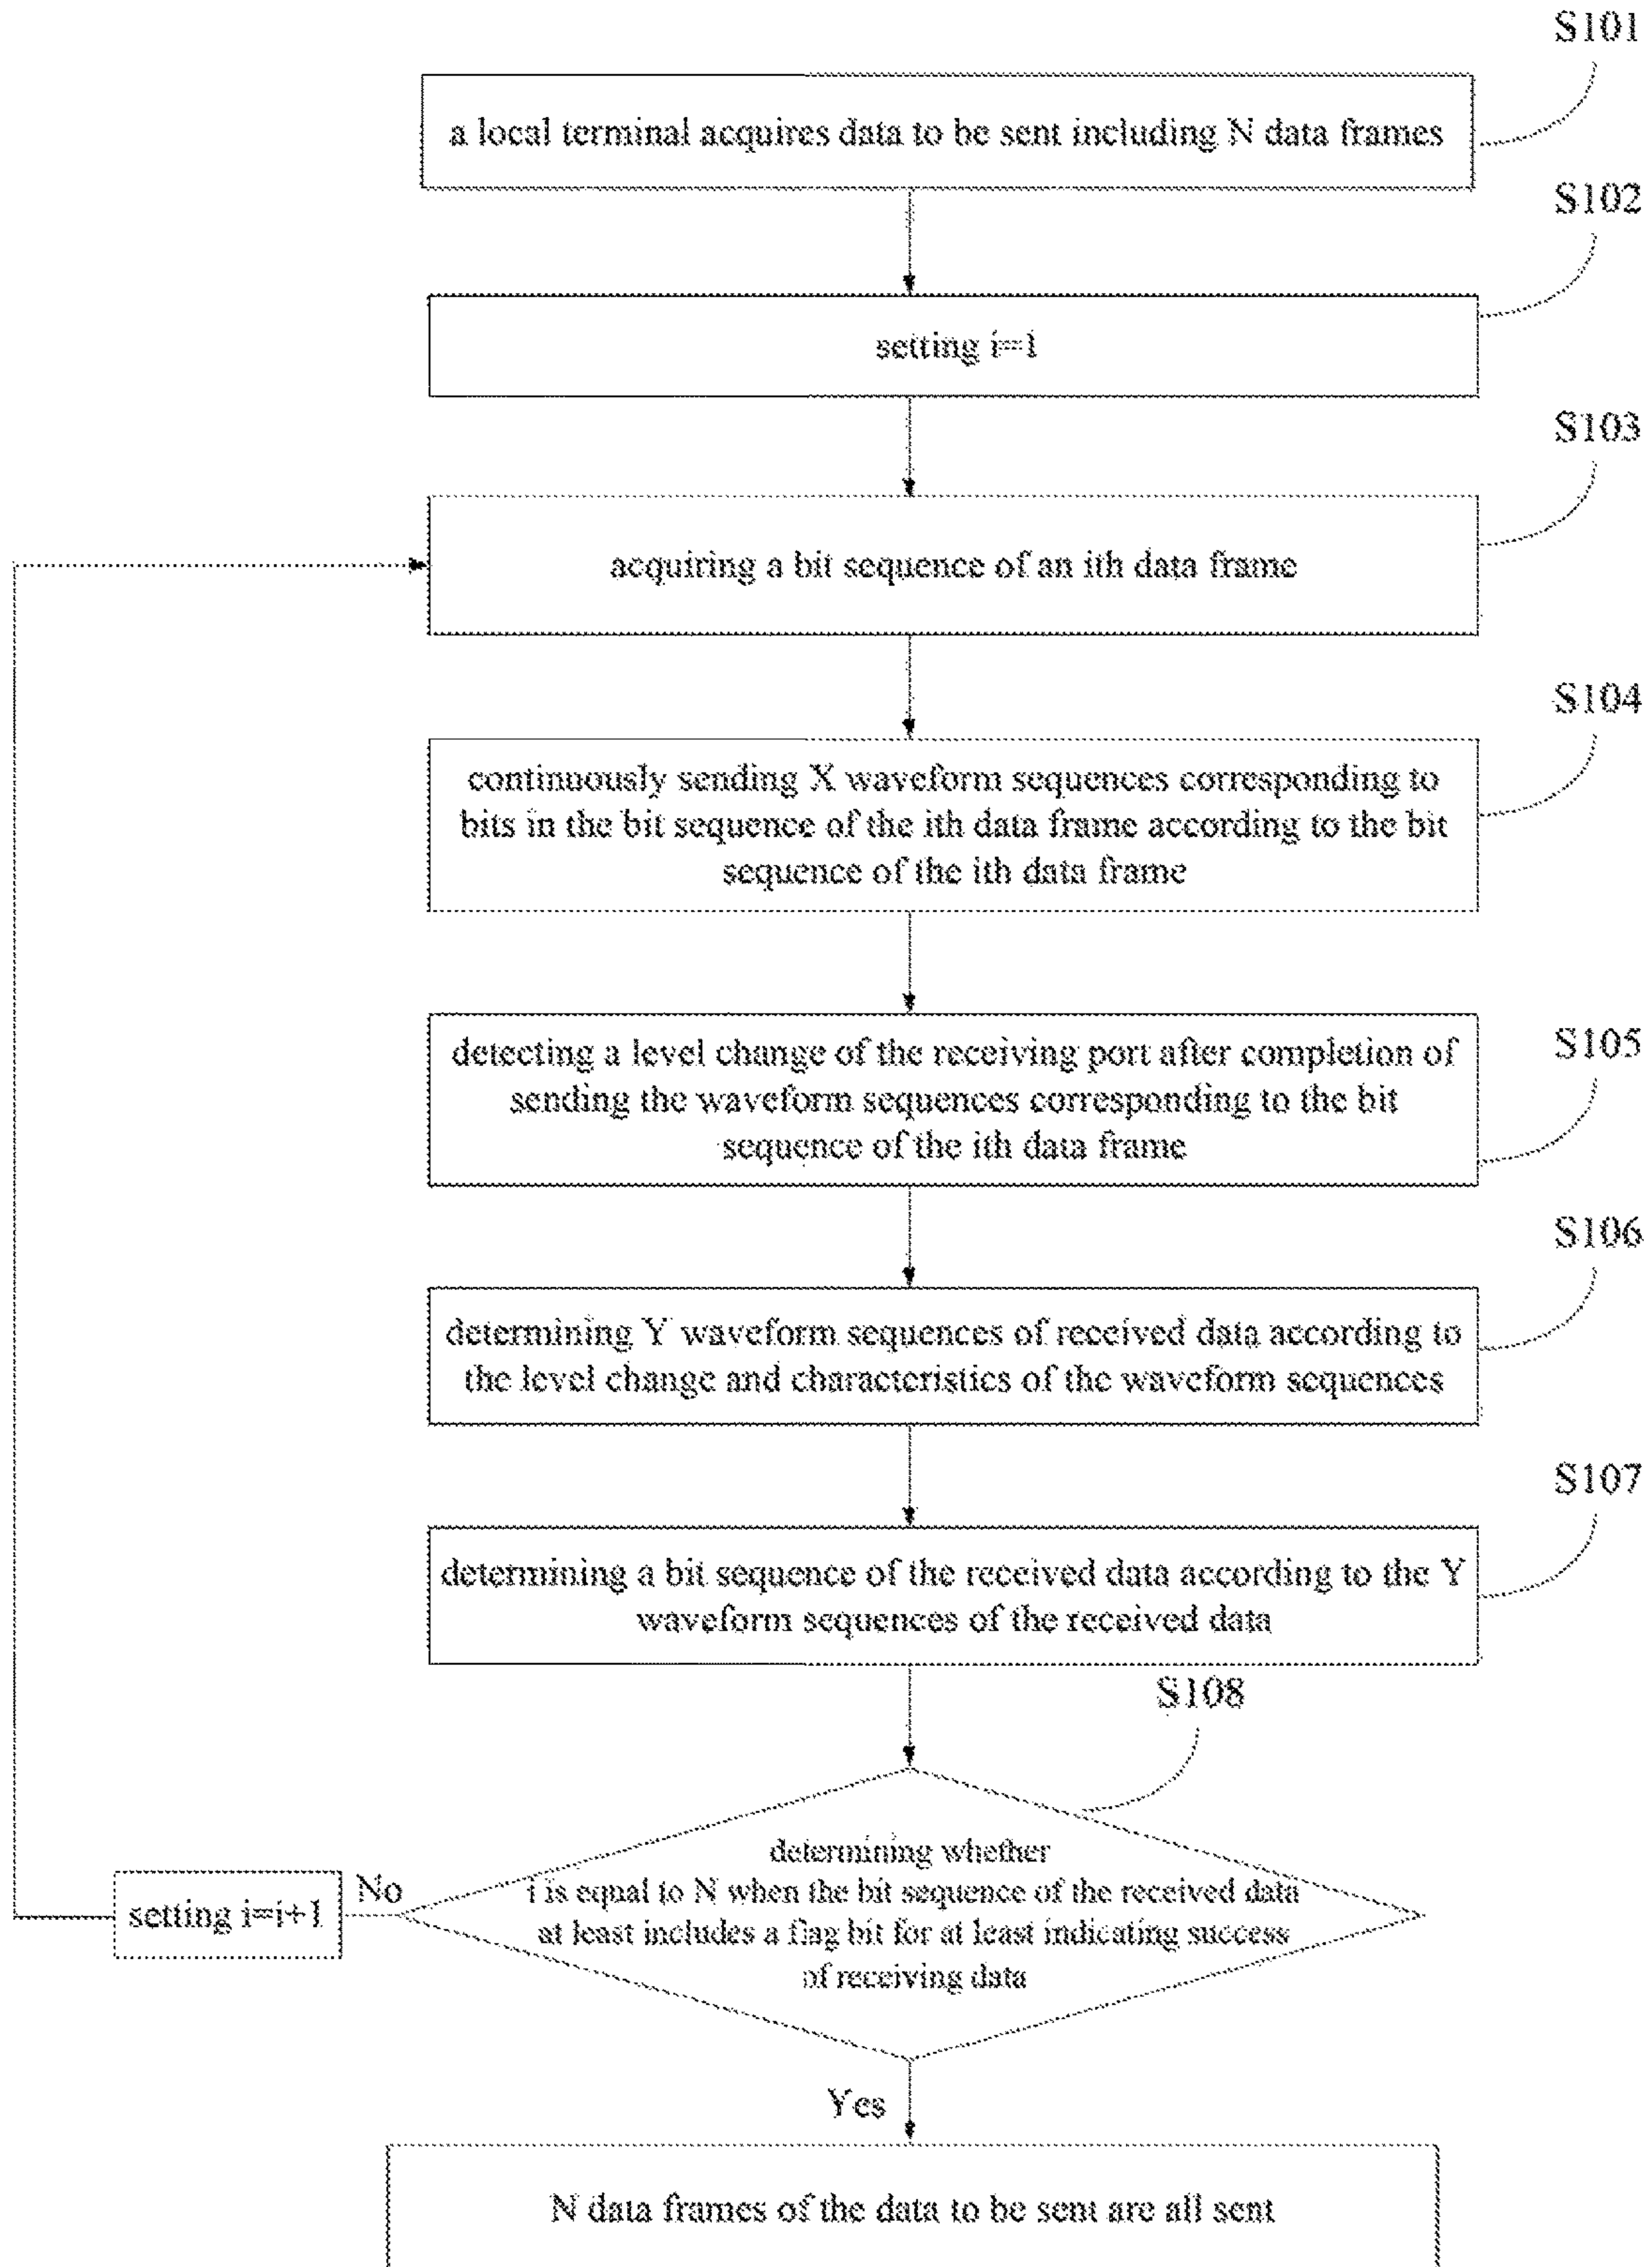 S101
a local terminal acquires data to be sent including N data frames
S102
setting i=1
S103
acquiring a bit sequence of an ith data frame
S104
continuously sending X waveform sequences corresponding to
bits in the bit sequence of the ith data frame according to the bit
sequence of the ith data frame
S105
detecting a level change of the receiving port after completion of
sending the waveform sequences corresponding to the bit
sequence of the ith data frame
S106
determining Y waveform sequences of received data according to
the level change and characteristics of the waveform sequences
S107
determining a bit sequence of the received data according to the Y
waveform sequences of the received data
S108
determining whether
i is equal to N when the bit sequence of the received data
at least includes a flag bit for at least indicating success
of receiving data
No
setting i=i+1
Yes
N data frames of the data to be sent are all sent